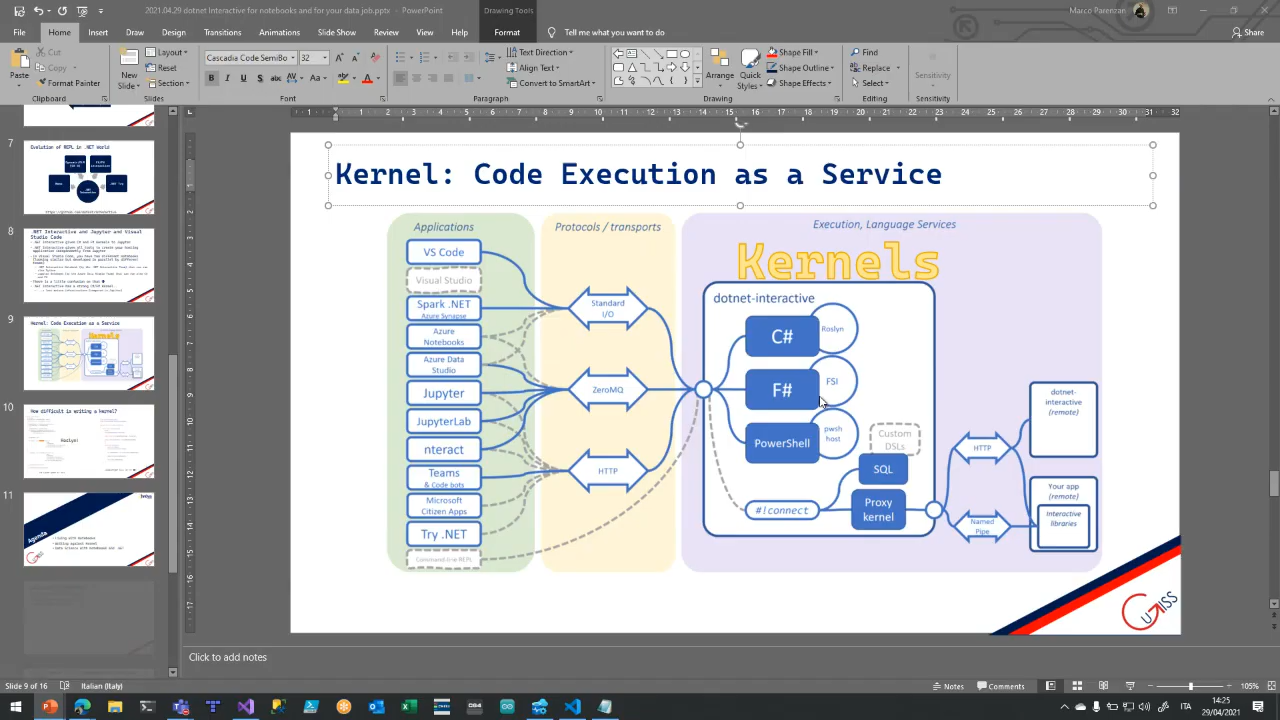 2021.04.29 dotnet Interactive for notebooks and for your data job.pptx - PowerPoint
Drawing Tools
Marco Parenzan
File Home Insert Draw Design Transitions Animations Slide Show Review View Help Format Tell me what you want to do
Share
Paste
Cut
Copy
Format Painter
Clipboard
New
Slides
Layout
Reset
Section
Slides
Cascadia Code SemiBo 32
Font
Text Direction
Align Text
Convert to SmartArt
Paragraph
Arrange
Quick
Styles
Shape Fill
Shape Outline
Shape Effects
Drawing
Find
Replace
Select
Editing
Sensitivity
Sensitivity
7
Evolution of REPL in .NET World
8
.NET Interactive and Jupyter and Visual
Studio Code
9
Kernel: Code Execution as a Service
10
How difficult is writing a kernel?
Roslyn!
11
Agenda
Kernel: Code Execution as a Service
Applications
Protocols / transports
Execution, Language Services
kernels
VS Code
Visual Studio
Spark .NET
Azure Synapse
Azure
Notebooks
Azure Data
Studio
Jupyter
JupyterLab
nteract
Teams
& Code bots
Microsoft
Citizen Apps
Try .NET
Command-line REPL
Standard
I/O
ZeroMQ
HTTP
dotnet-interactive
C#
Roslyn
F#
FSI
PowerShell
pwsh
host
Custom
DSLs
SQL
#!connect
Proxy
kernel
HTTP
Named
Pipe
dotnet-
interactive
(remote)
Your app
(remote)
Interactive
libraries
GUISS
Click to add notes
Slide 9 of 16
Italian (Italy)
Notes
Comments
105%
ITA
14:25
29/04/2021